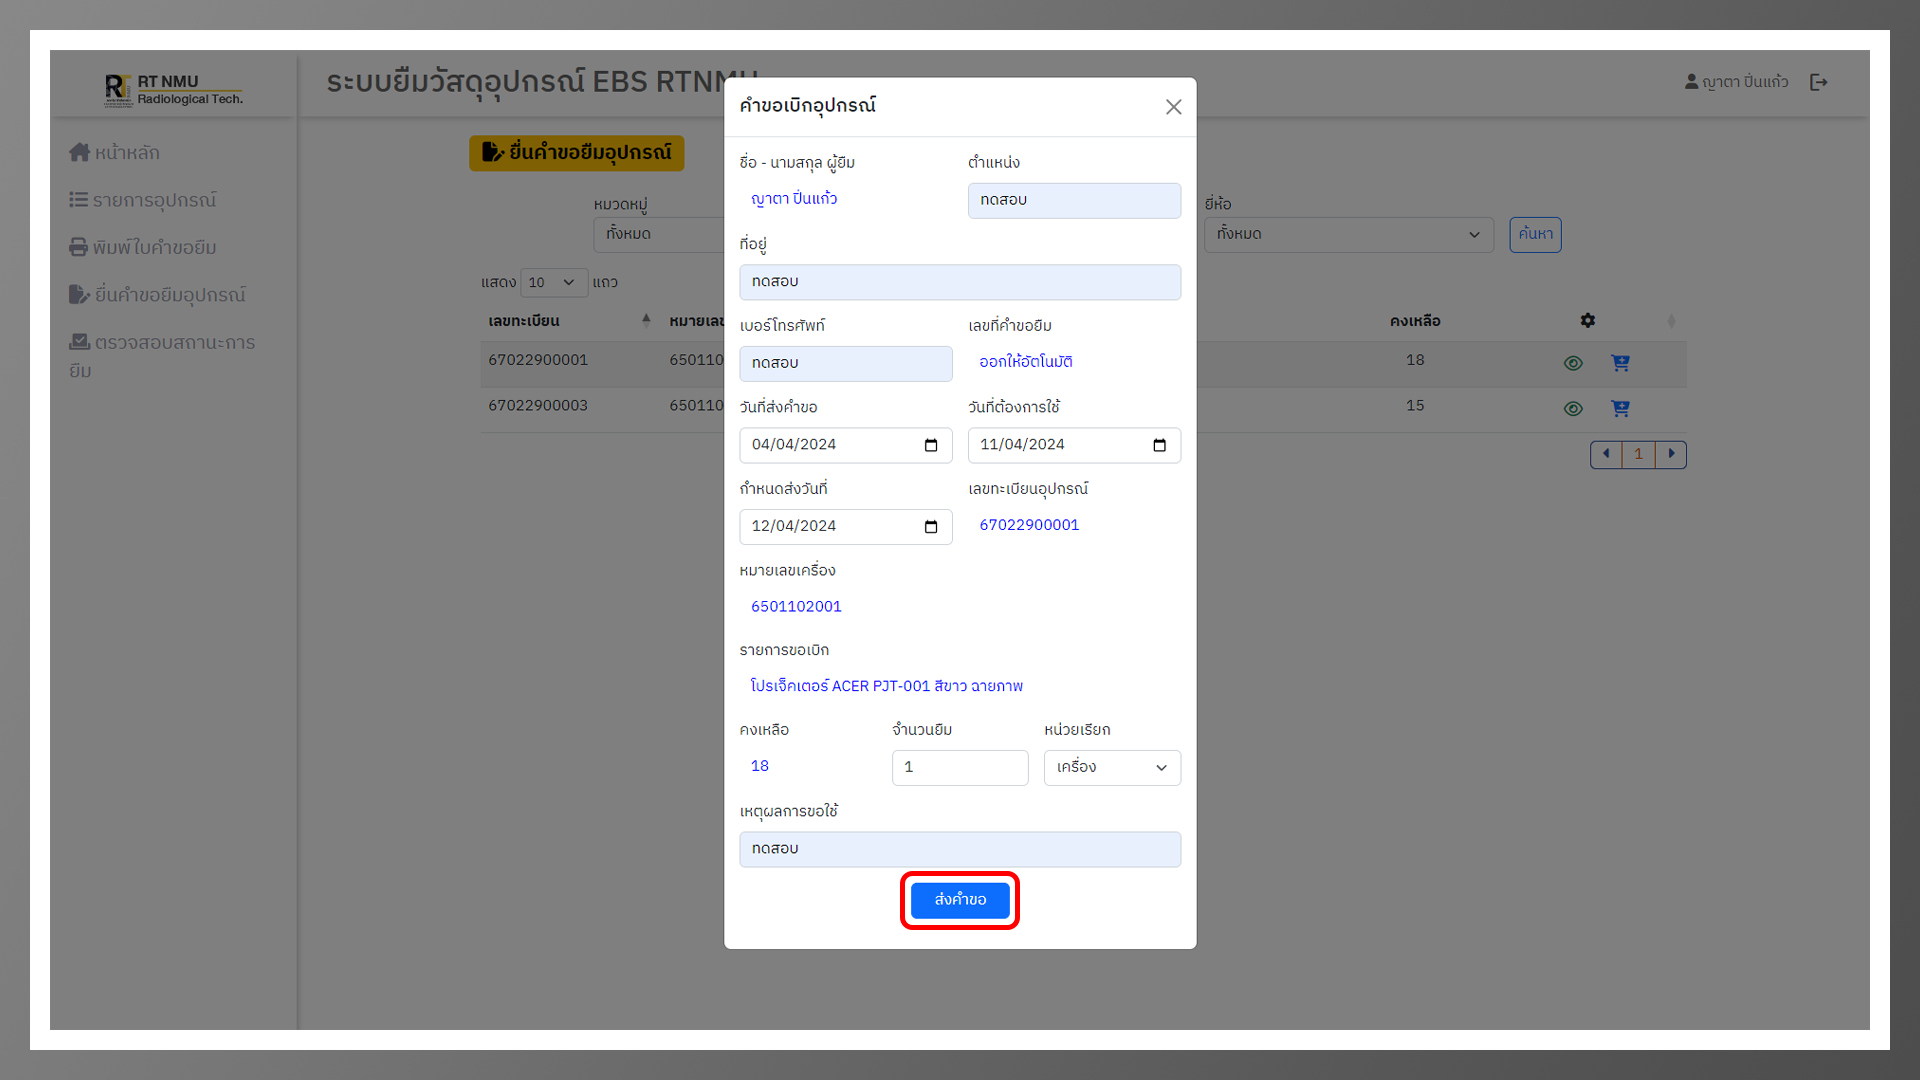 RT NMU
Radiological Tech.
ระบบยืมวัสดุอุปกรณ์ EBS RTNMU
ญาตา ปิ่นแก้ว
หน้าหลัก
รายการอุปกรณ์
พิมพ์ใบคำขอยืม
ยื่นคำขอยืมอุปกรณ์
ตรวจสอบสถานะการ
ยืม
ยื่นคำขอยืมอุปกรณ์
หมวดหมู่
ทั้งหมด
ยี่ห้อ
ทั้งหมด
ค้นหา
แสดง 10 แถว
เลขทะเบียน หมายเลข คงเหลือ
67022900001 650110 18
67022900003 650110 15
1
คำขอเบิกอุปกรณ์
ชื่อ - นามสกุล ผู้ยืม ตำแหน่ง
ญาตา ปิ่นแก้ว ทดสอบ
ที่อยู่
ทดสอบ
เบอร์โทรศัพท์ เลขที่คำขอยืม
ทดสอบ ออกให้อัตโนมัติ
วันที่ส่งคำขอ วันที่ต้องการใช้
04/04/2024 11/04/2024
กำหนดส่งวันที่ เลขทะเบียนอุปกรณ์
12/04/2024 67022900001
หมายเลขเครื่อง
6501102001
รายการขอเบิก
โปรเจ็คเตอร์ ACER PJT-001 สีขาว ฉายภาพ
คงเหลือ จำนวนยืม หน่วยเรียก
18 1 เครื่อง
เหตุผลการขอใช้
ทดสอบ
ส่งคำขอ